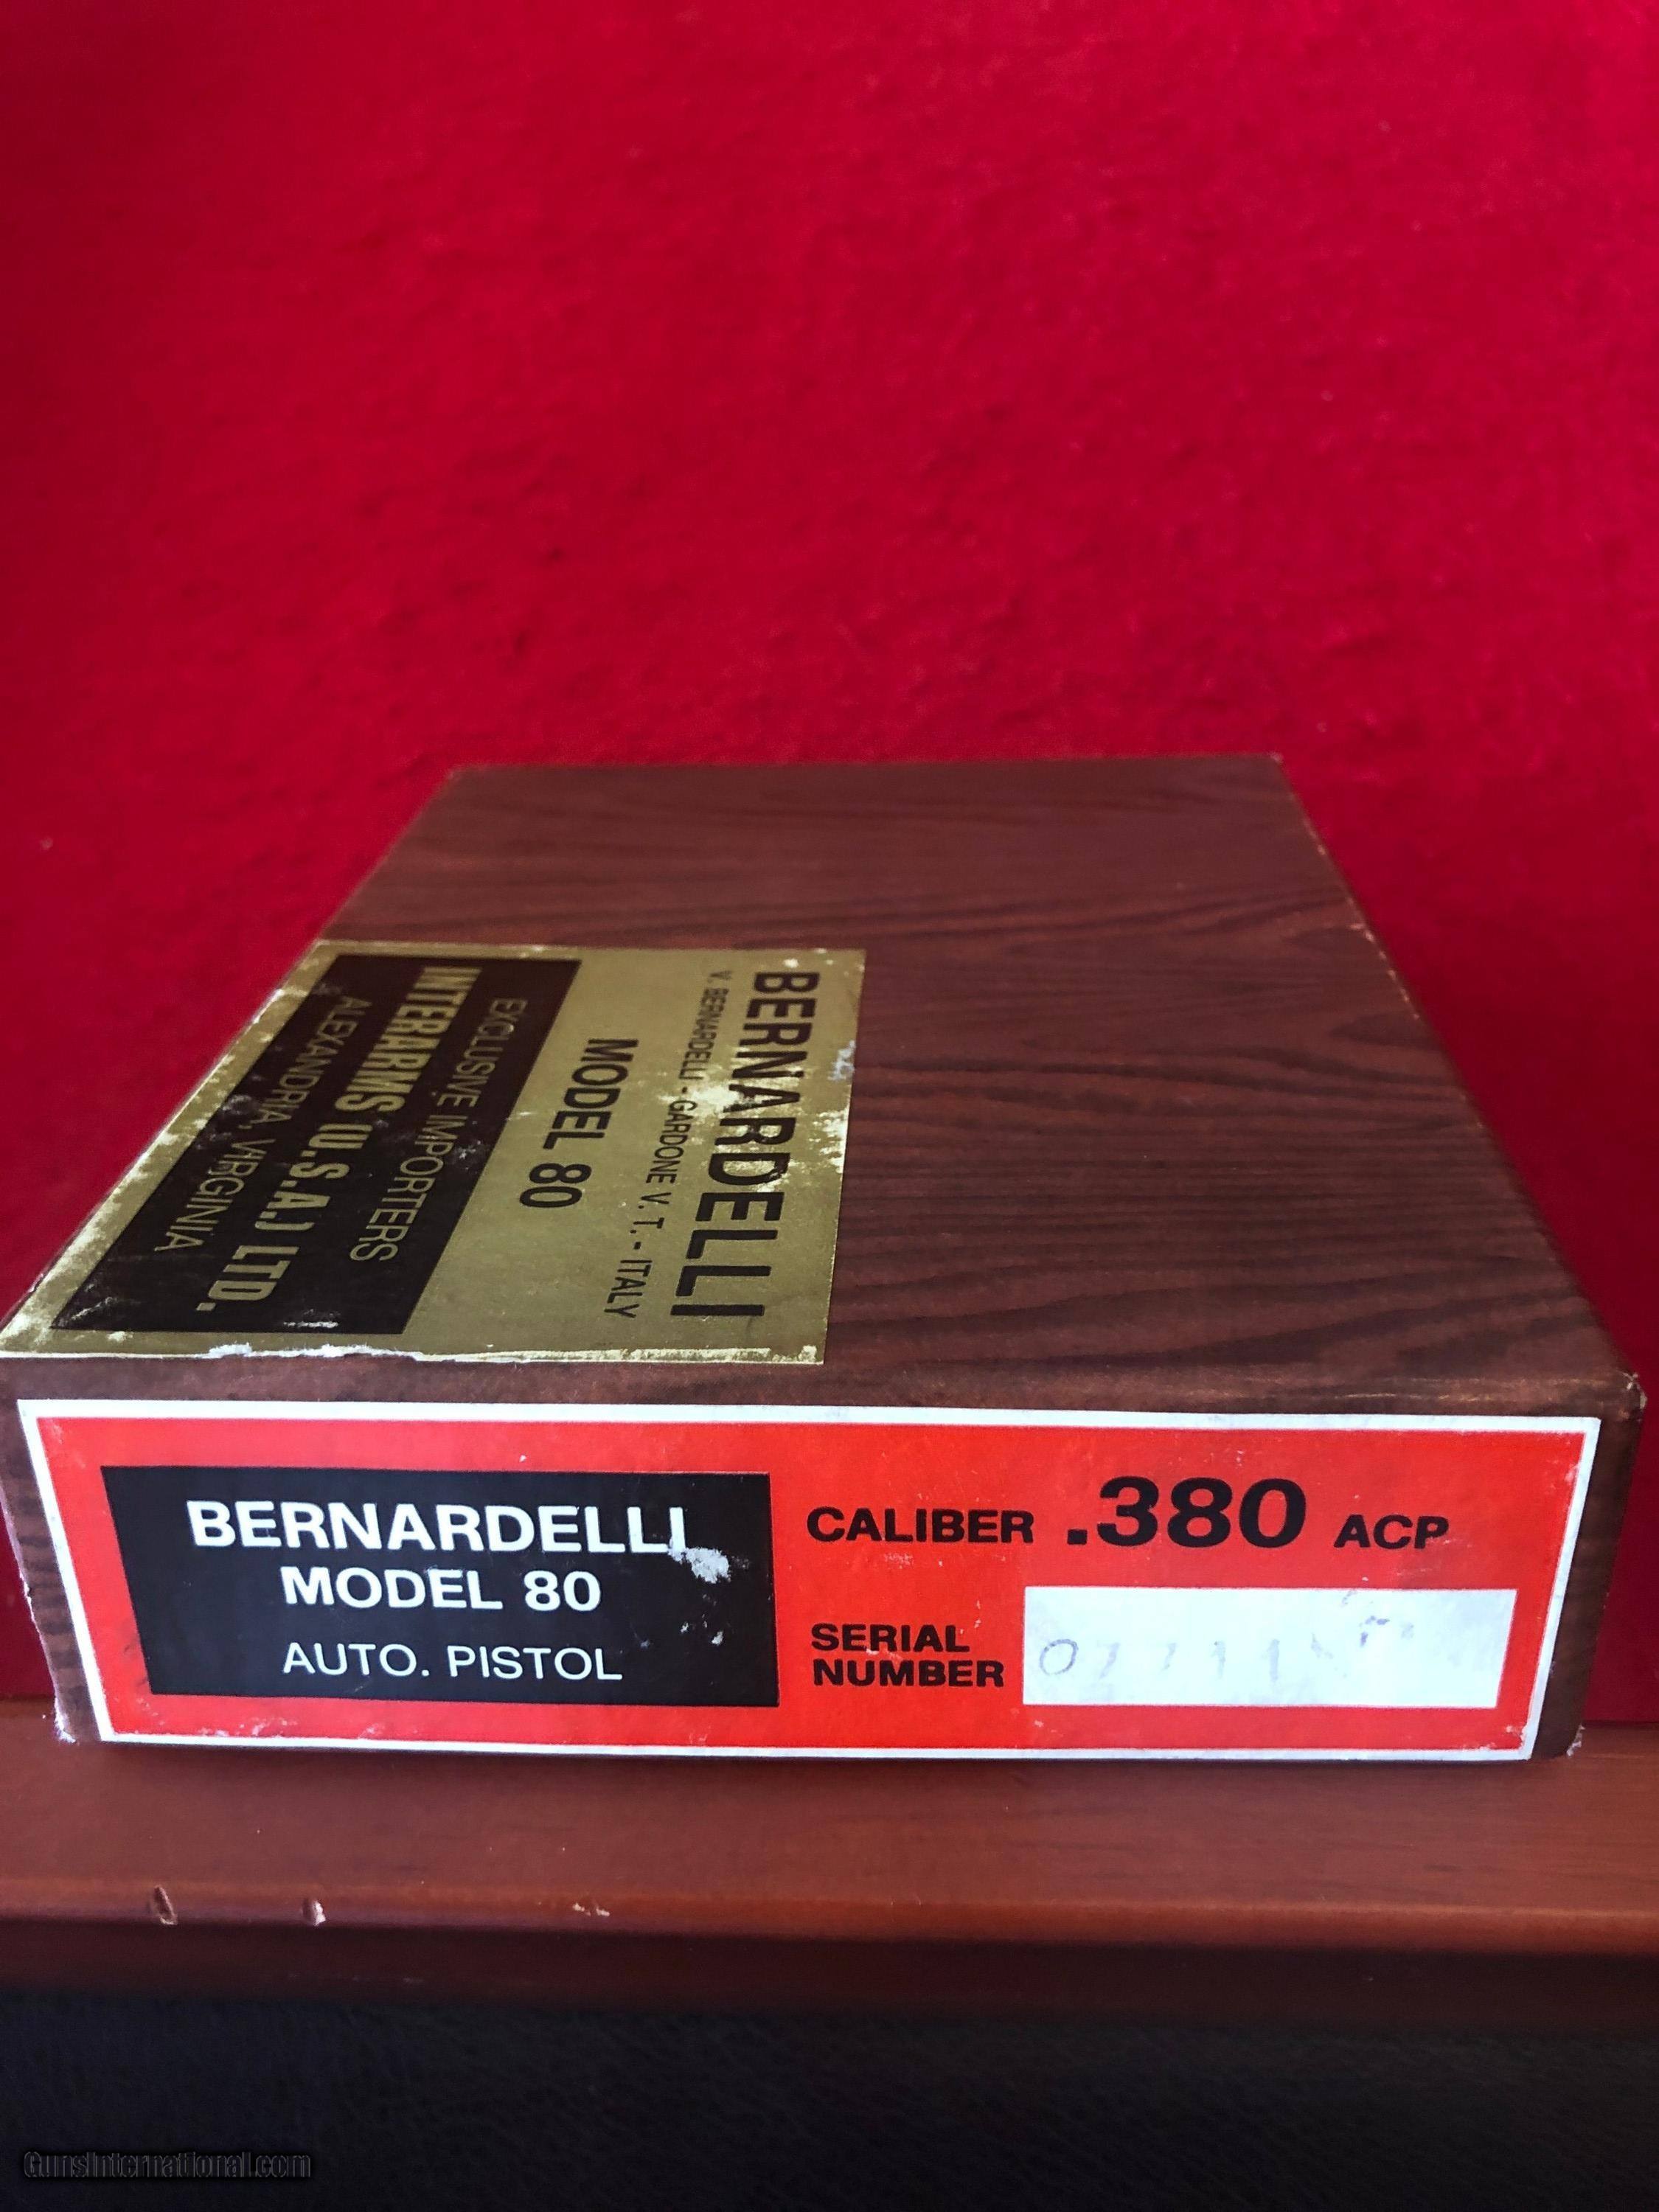 BERNARDELLI
V. BERNARDELLI - GARDONE V. T. - ITALY
MODEL 80
EXCLUSIVE IMPORTERS
INTERARMS (U.S.A.) LTD.
ALEXANDRIA, VIRGINIA
BERNARDELLI
MODEL 80
AUTO. PISTOL
CALIBER .380 ACP
SERIAL
NUMBER
GunsInternational.com